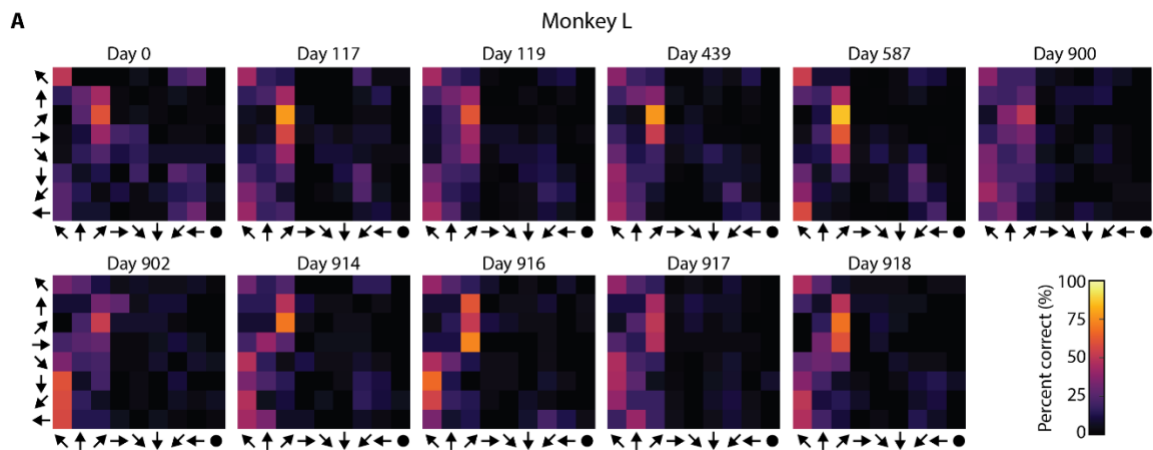 A
Monkey L
Day 0 Day 117 Day 119 Day 439 Day 587 Day 900
Day 902 Day 914 Day 916 Day 917 Day 918
Percent correct (%)
100
75
50
25
0